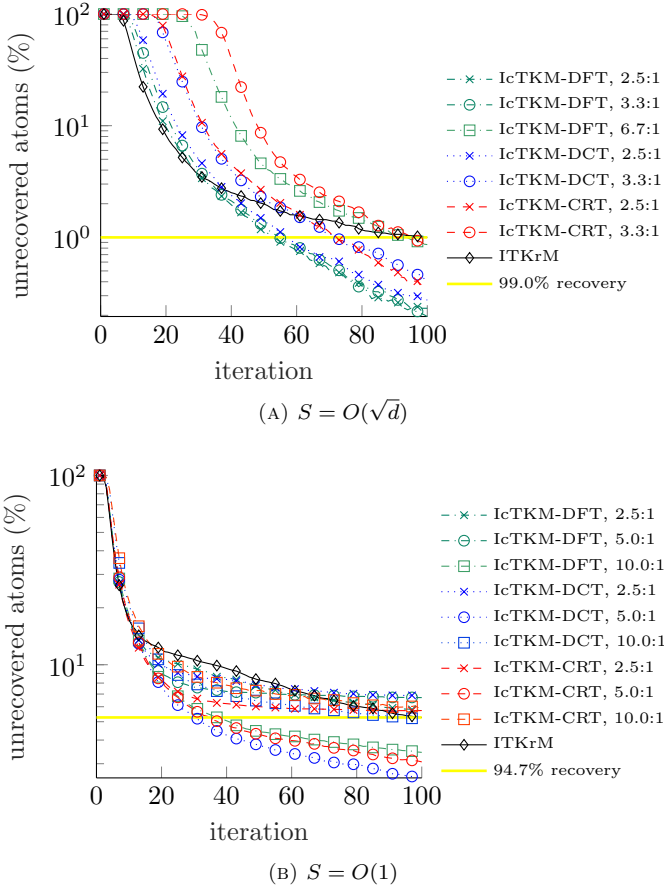 10^2
10^1
10^0
unrecovered atoms (%)
0 20 40 60 80 100
iteration
IcTKM-DFT, 2.5:1
IcTKM-DFT, 3.3:1
IcTKM-DFT, 6.7:1
IcTKM-DCT, 2.5:1
IcTKM-DCT, 3.3:1
IcTKM-CRT, 2.5:1
IcTKM-CRT, 3.3:1
ITKrM
99.0% recovery
(A) S = O(√d)
10^2
10^1
unrecovered atoms (%)
0 20 40 60 80 100
iteration
IcTKM-DFT, 2.5:1
IcTKM-DFT, 5.0:1
IcTKM-DFT, 10.0:1
IcTKM-DCT, 2.5:1
IcTKM-DCT, 5.0:1
IcTKM-DCT, 10.0:1
IcTKM-CRT, 2.5:1
IcTKM-CRT, 5.0:1
IcTKM-CRT, 10.0:1
ITKrM
94.7% recovery
(B) S = O(1)